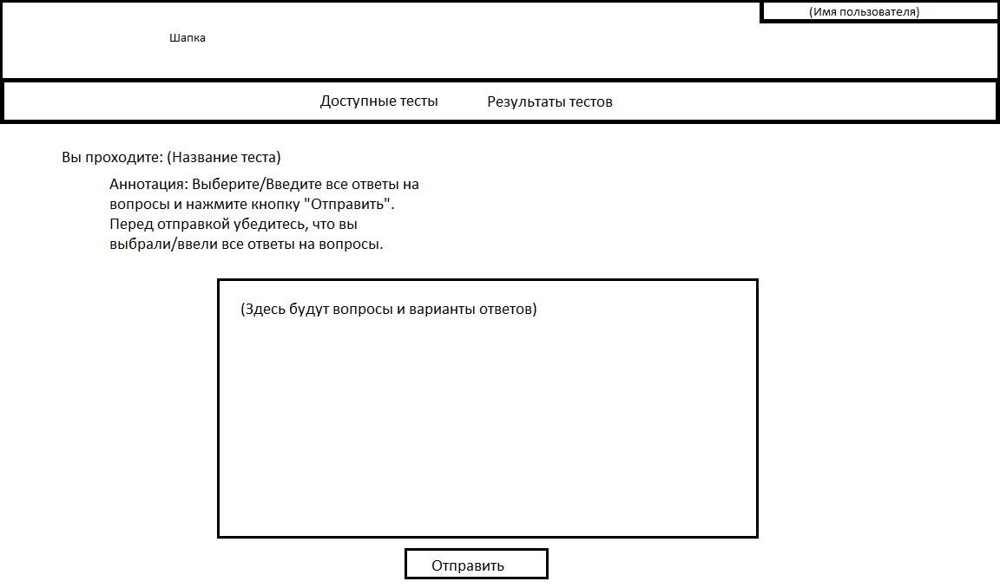 (Имя пользователя)
Шапка
Доступные тесты
Результаты тестов
Вы проходите: (Название теста)
Аннотация: Выберите/Введите все ответы на
вопросы и нажмите кнопку "Отправить".
Перед отправкой убедитесь, что вы
выбрали/ввели все ответы на вопросы.
(Здесь будут вопросы и варианты ответов)
Отправить